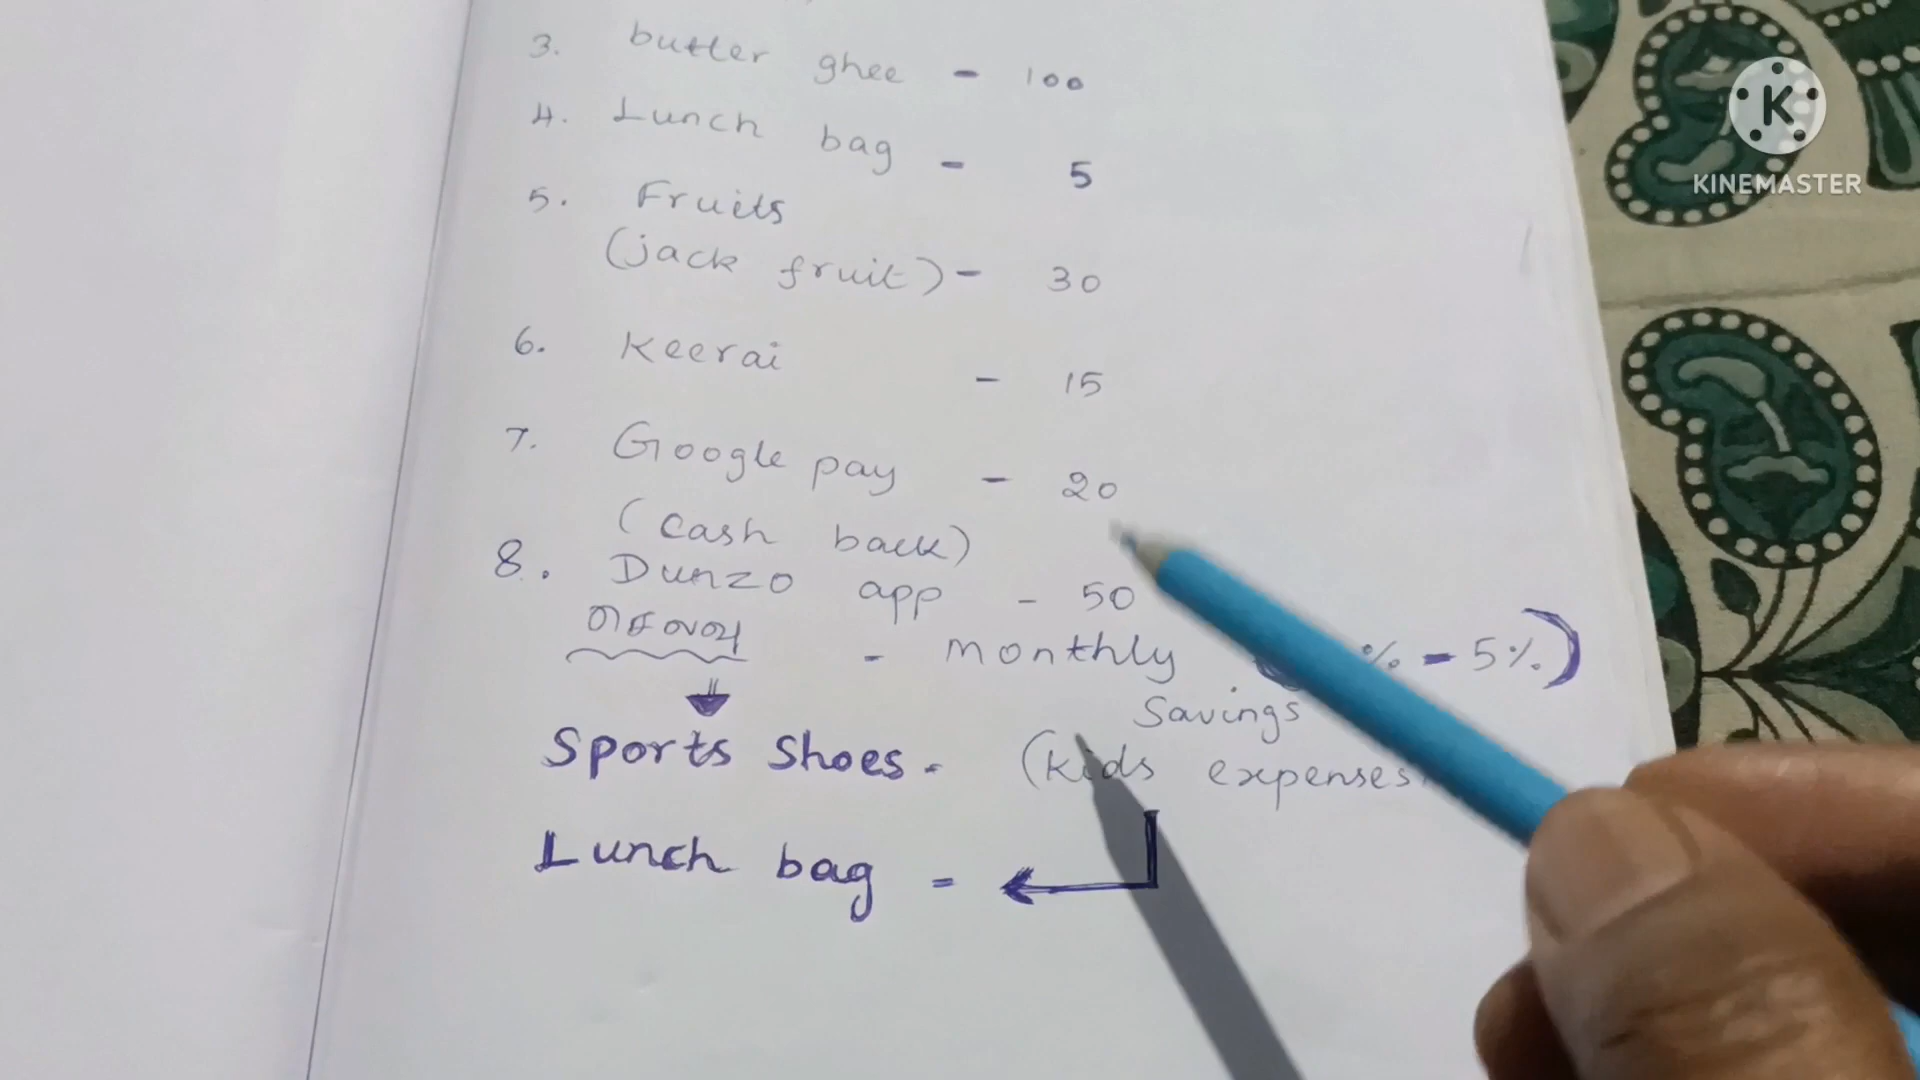 3. butter ghee - 100
4. Lunch bag - 5
5. Fruits
(jack fruit) - 30
6. Keerai - 15
7. Google pay - 20
(cash back)
8. Dunzo app - 50
- monthly % - 5%)
Savings
Sports Shoes - (kids expenses
Lunch bag -
K
KINEMASTER